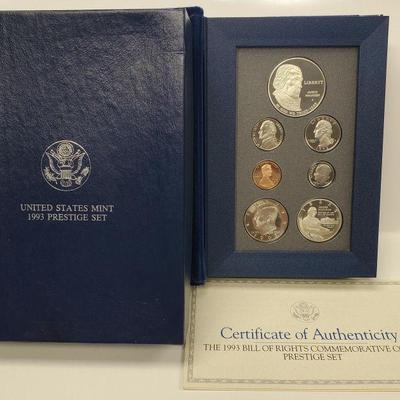 UNITED STATES MINT
1993 PRESTIGE SET
LIBERTY
Certificate of Authenticity
THE 1993 BILL OF RIGHTS COMMEMORATIVE
PRESTIGE SET